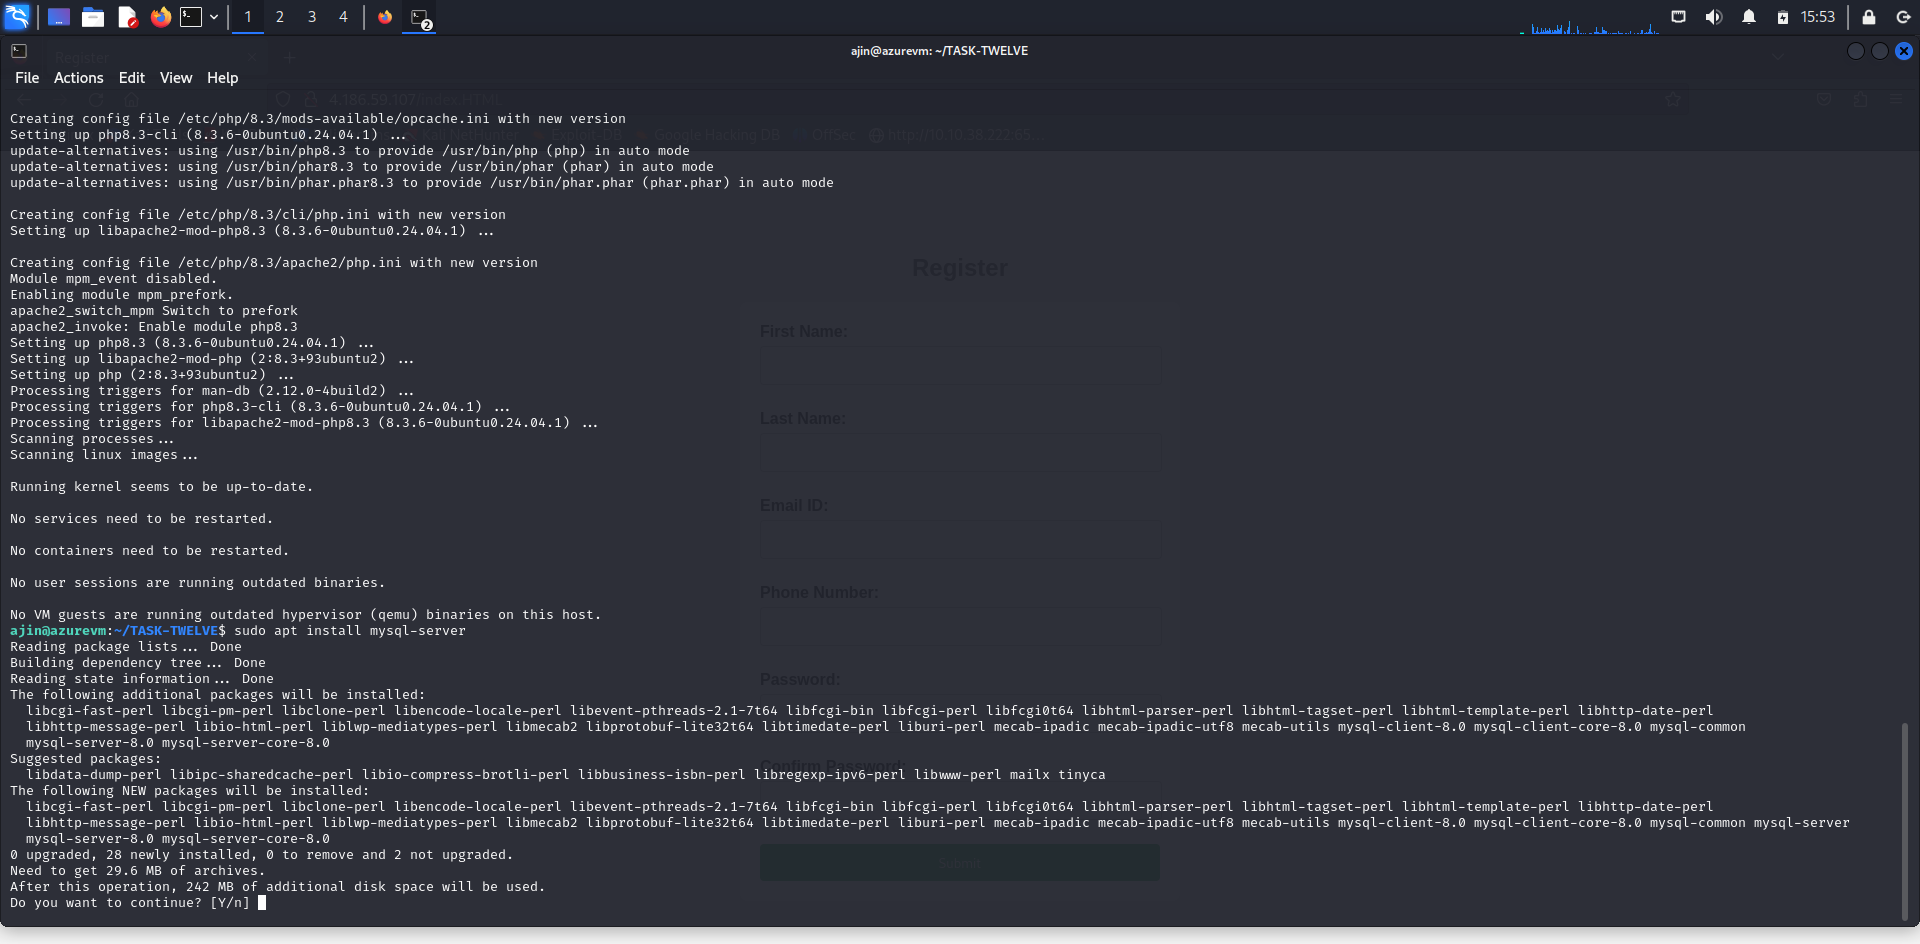 1 2 3 4
2
15:53
ajin@azurevm: ~/TASK-TWELVE
Register
File Actions Edit View Help
4.186.59.107
Creating config file /etc/php/8.3/mods-available/opcache.ini with new version
Setting up php8.3-cli (8.3.6-0ubuntu0.24.04.1) ...
Kali NetHunter Exploit-DB Google Hacking DB OffSec
update-alternatives: using /usr/bin/php8.3 to provide /usr/bin/php (php) in auto mode
update-alternatives: using /usr/bin/phar8.3 to provide /usr/bin/phar (phar) in auto mode
update-alternatives: using /usr/bin/phar.phar8.3 to provide /usr/bin/phar.phar (phar.phar) in auto mode
Creating config file /etc/php/8.3/cli/php.ini with new version
Setting up libapache2-mod-php8.3 (8.3.6-0ubuntu0.24.04.1) ...
Creating config file /etc/php/8.3/apache2/php.ini with new version
Module mpm_event disabled.
Enabling module mpm_prefork.
apache2_switch_mpm Switch to prefork
apache2_invoke: Enable module php8.3
Setting up php8.3 (8.3.6-0ubuntu0.24.04.1) ...
Setting up libapache2-mod-php (2:8.3+93ubuntu2) ...
Setting up php (2:8.3+93ubuntu2) ...
Processing triggers for man-db (2.12.0-4build2) ...
Processing triggers for php8.3-cli (8.3.6-0ubuntu0.24.04.1) ...
Processing triggers for libapache2-mod-php8.3 (8.3.6-0ubuntu0.24.04.1) ...
Scanning processes...
Scanning linux images...
Running kernel seems to be up-to-date.
No services need to be restarted.
No containers need to be restarted.
No user sessions are running outdated binaries.
No VM guests are running outdated hypervisor (qemu) binaries on this host.
ajin@azurevm:~/TASK-TWELVE$ sudo apt install mysql-server
Reading package lists... Done
Building dependency tree... Done
Reading state information... Done
The following additional packages will be installed:
libcgi-fast-perl libcgi-pm-perl libclone-perl libencode-locale-perl libevent-pthreads-2.1-7t64 libfcgi-bin libfcgi-perl libfcgi0t64 libhtml-parser-perl libhtml-tagset-perl libhtml-template-perl libhttp-date-perl
libhttp-message-perl libio-html-perl liblwp-mediatypes-perl libmecab2 libprotobuf-lite32t64 libtimedate-perl liburi-perl mecab-ipadic mecab-ipadic-utf8 mecab-utils mysql-client-8.0 mysql-client-core-8.0 mysql-common
mysql-server-8.0 mysql-server-core-8.0
Suggested packages:
libdata-dump-perl libipc-sharedcache-perl libio-compress-brotli-perl libbusiness-isbn-perl libregexp-ipv6-perl libwww-perl mailx tinyca
The following NEW packages will be installed:
libcgi-fast-perl libcgi-pm-perl libclone-perl libencode-locale-perl libevent-pthreads-2.1-7t64 libfcgi-bin libfcgi-perl libfcgi0t64 libhtml-parser-perl libhtml-tagset-perl libhtml-template-perl libhttp-date-perl
libhttp-message-perl libio-html-perl liblwp-mediatypes-perl libmecab2 libprotobuf-lite32t64 libtimedate-perl liburi-perl mecab-ipadic mecab-ipadic-utf8 mecab-utils mysql-client-8.0 mysql-client-core-8.0 mysql-common mysql-server
mysql-server-8.0 mysql-server-core-8.0
0 upgraded, 28 newly installed, 0 to remove and 2 not upgraded.
Need to get 29.6 MB of archives.
After this operation, 242 MB of additional disk space will be used.
Do you want to continue? [Y/n]
Register
First Name:
Last Name:
Email ID:
Phone Number:
Password:
Confirm Password: